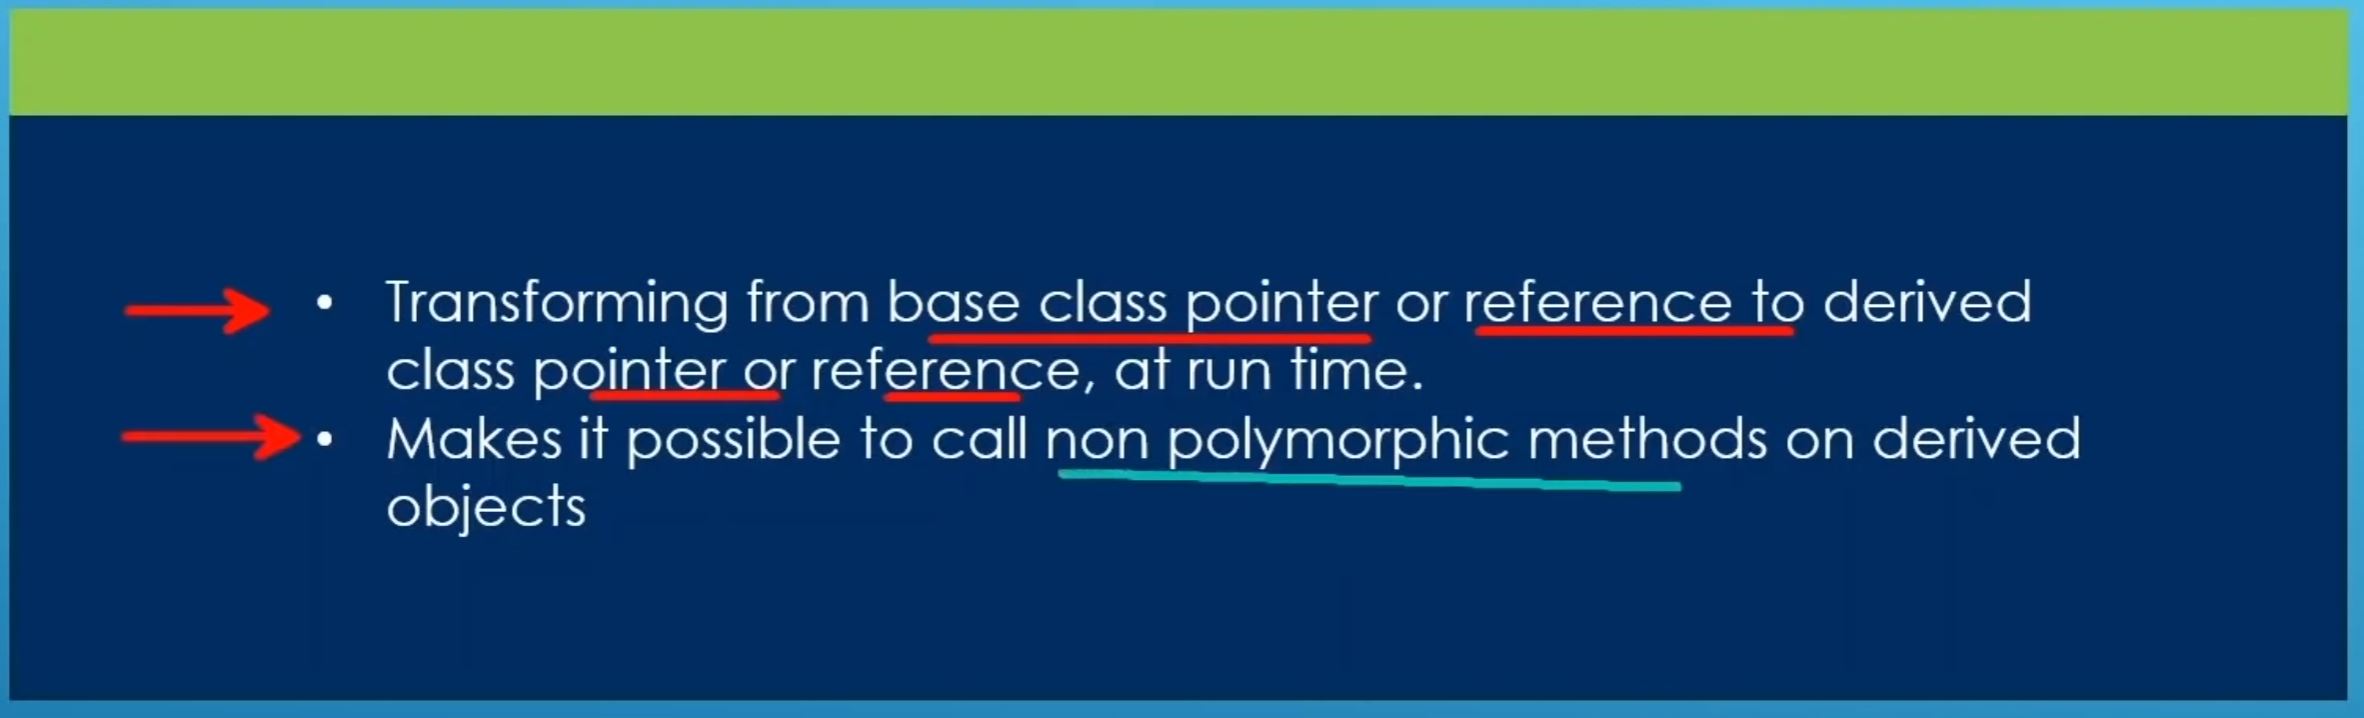 • Transforming from base class pointer or reference to derived
class pointer or reference, at run time.
• Makes it possible to call non polymorphic methods on derived
objects